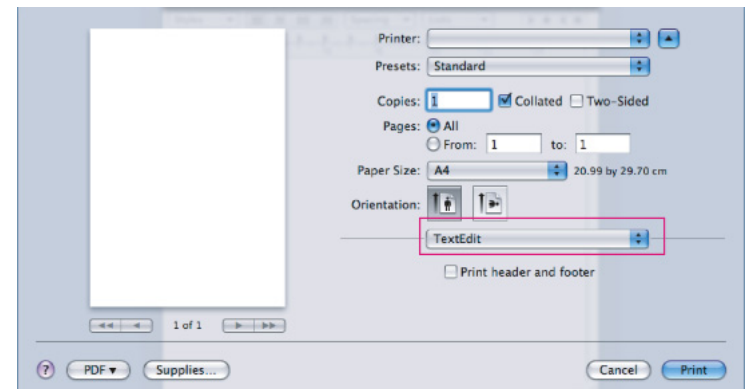 Printer:
Presets: Standard
Copies: 1 Collated Two-Sided
Pages: All
From: 1 to: 1
Paper Size: A4 20.99 by 29.70 cm
Orientation:
TextEdit
Print header and footer
1 of 1
? PDF Supplies... Cancel Print